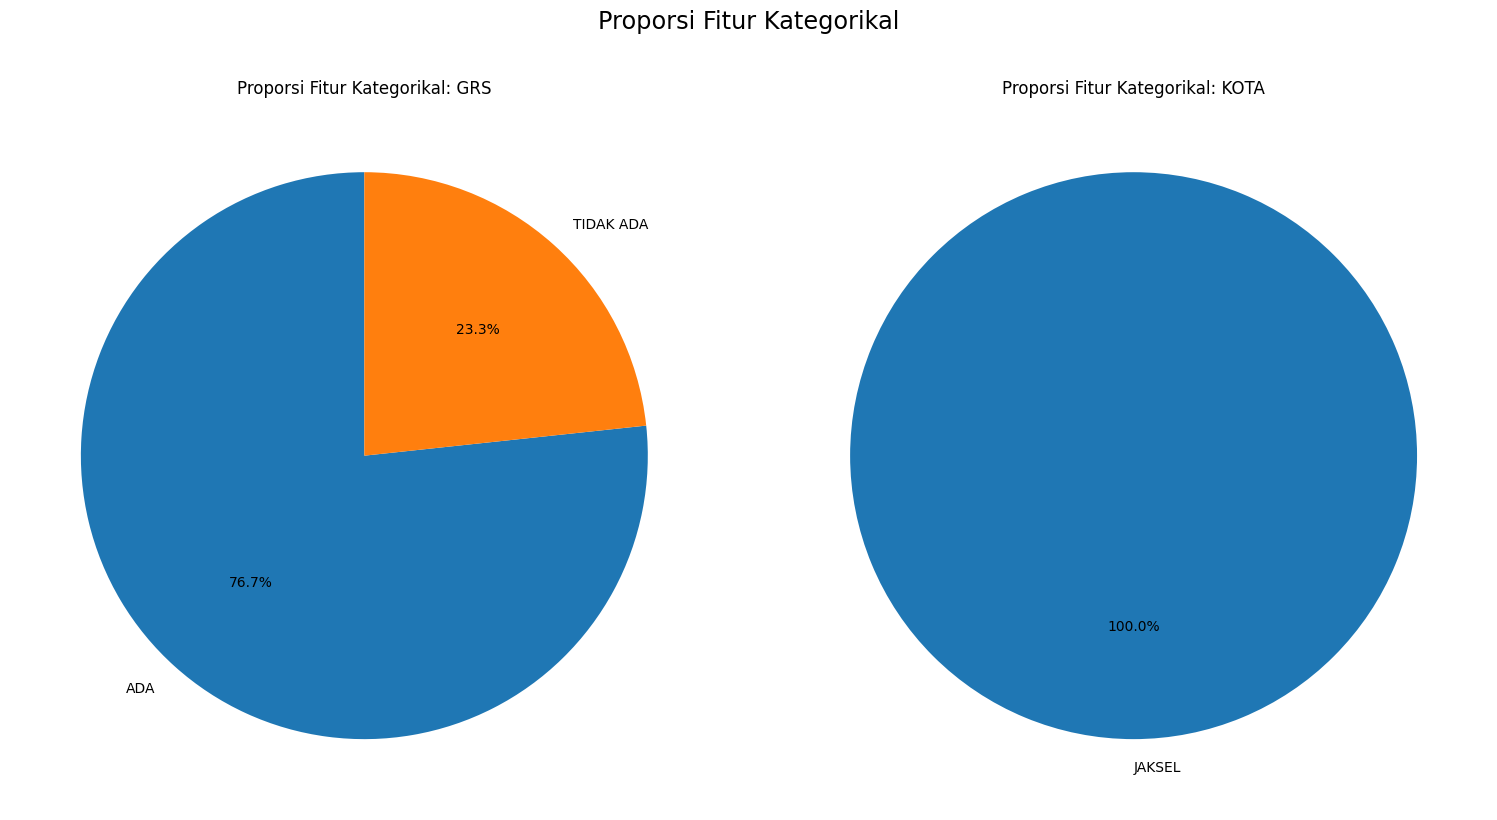 Proporsi Fitur Kategorikal
Proporsi Fitur Kategorikal: GRS
TIDAK ADA
23.3%
76.7%
ADA
Proporsi Fitur Kategorikal: KOTA
100.0%
JAKSEL